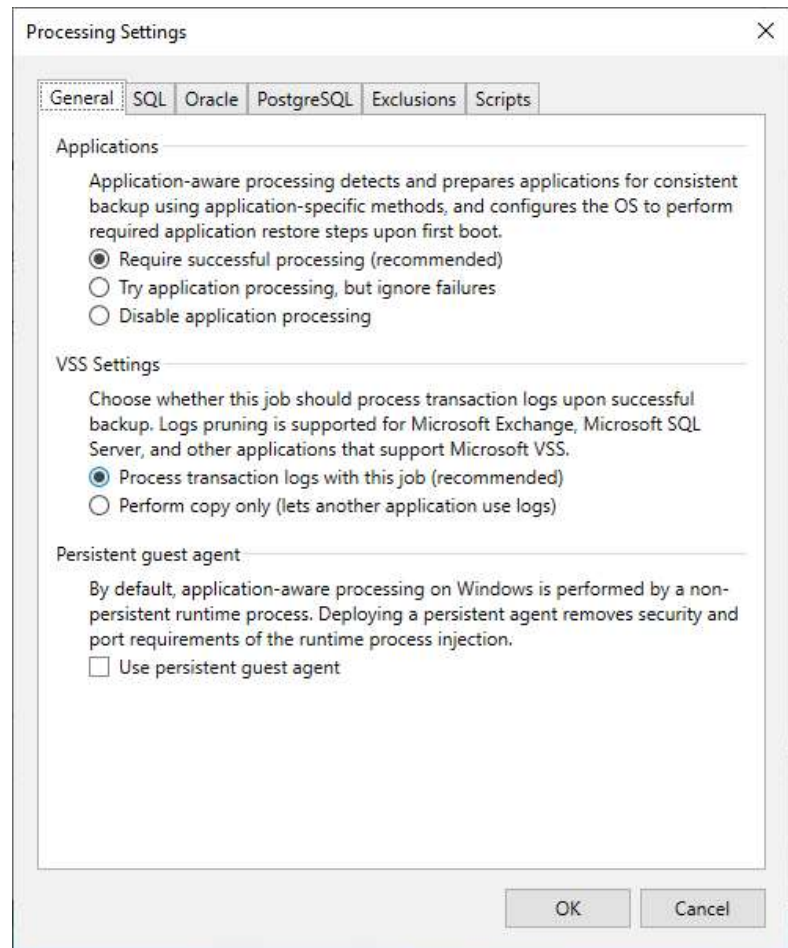 Processing Settings
General
SQL
Oracle
PostgreSQL
Exclusions
Scripts
Applications
Application-aware processing detects and prepares applications for consistent
backup using application-specific methods, and configures the OS to perform
required application restore steps upon first boot.
Require successful processing (recommended)
Try application processing, but ignore failures
Disable application processing
VSS Settings
Choose whether this job should process transaction logs upon successful
backup. Logs pruning is supported for Microsoft Exchange, Microsoft SQL
Server, and other applications that support Microsoft VSS.
Process transaction logs with this job (recommended)
Perform copy only (lets another application use logs)
Persistent guest agent
By default, application-aware processing on Windows is performed by a non-
persistent runtime process. Deploying a persistent agent removes security and
port requirements of the runtime process injection.
Use persistent guest agent
OK
Cancel